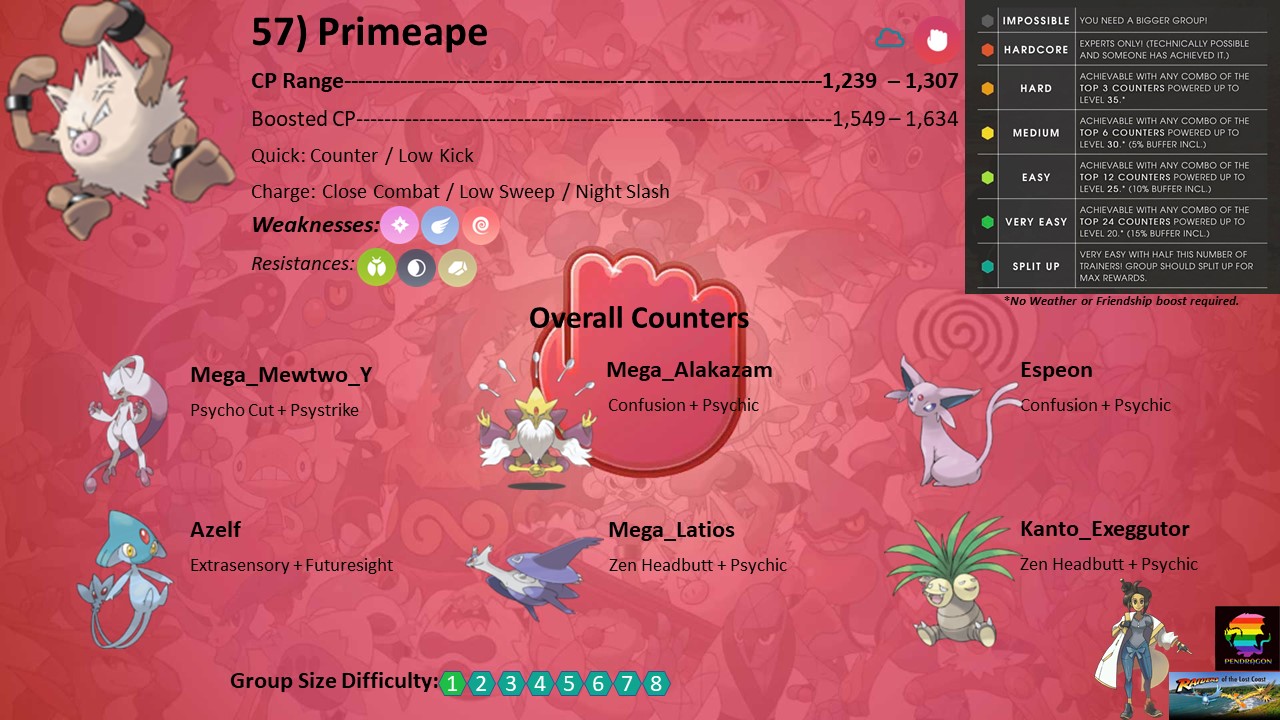 57) Primeape
CP Range----------------------------------------------------------------------1,239 – 1,307
Boosted CP----------------------------------------------------------------------1,549 – 1,634
Quick: Counter / Low Kick
Charge: Close Combat / Low Sweep / Night Slash
Weaknesses:
Resistances:
IMPOSSIBLE YOU NEED A BIGGER GROUP!
HARDCORE EXPERTS ONLY! (TECHNICALLY POSSIBLE
AND SOMEONE HAS ACHIEVED IT.)
HARD ACHIEVABLE WITH ANY COMBO OF THE
TOP 3 COUNTERS POWERED UP TO
LEVEL 35.*
MEDIUM ACHIEVABLE WITH ANY COMBO OF THE
TOP 6 COUNTERS POWERED UP TO
LEVEL 30.* (5% BUFFER INCL.)
EASY ACHIEVABLE WITH ANY COMBO OF THE
TOP 12 COUNTERS POWERED UP TO
LEVEL 25.* (10% BUFFER INCL.)
VERY EASY ACHIEVABLE WITH ANY COMBO OF THE
TOP 24 COUNTERS POWERED UP TO
LEVEL 20.* (15% BUFFER INCL.)
SPLIT UP VERY EASY WITH HALF THIS NUMBER OF
TRAINERS! GROUP SHOULD SPLIT UP FOR
MAX REWARDS.
*No Weather or Friendship boost required.
Overall Counters
Mega_Mewtwo_Y
Psycho Cut + Psystrike
Mega_Alakazam
Confusion + Psychic
Espeon
Confusion + Psychic
Azelf
Extrasensory + Futuresight
Mega_Latios
Zen Headbutt + Psychic
Kanto_Exeggutor
Zen Headbutt + Psychic
Group Size Difficulty: 1 2 3 4 5 6 7 8
PENDRAGON
RAIDERS of the Lost Coast